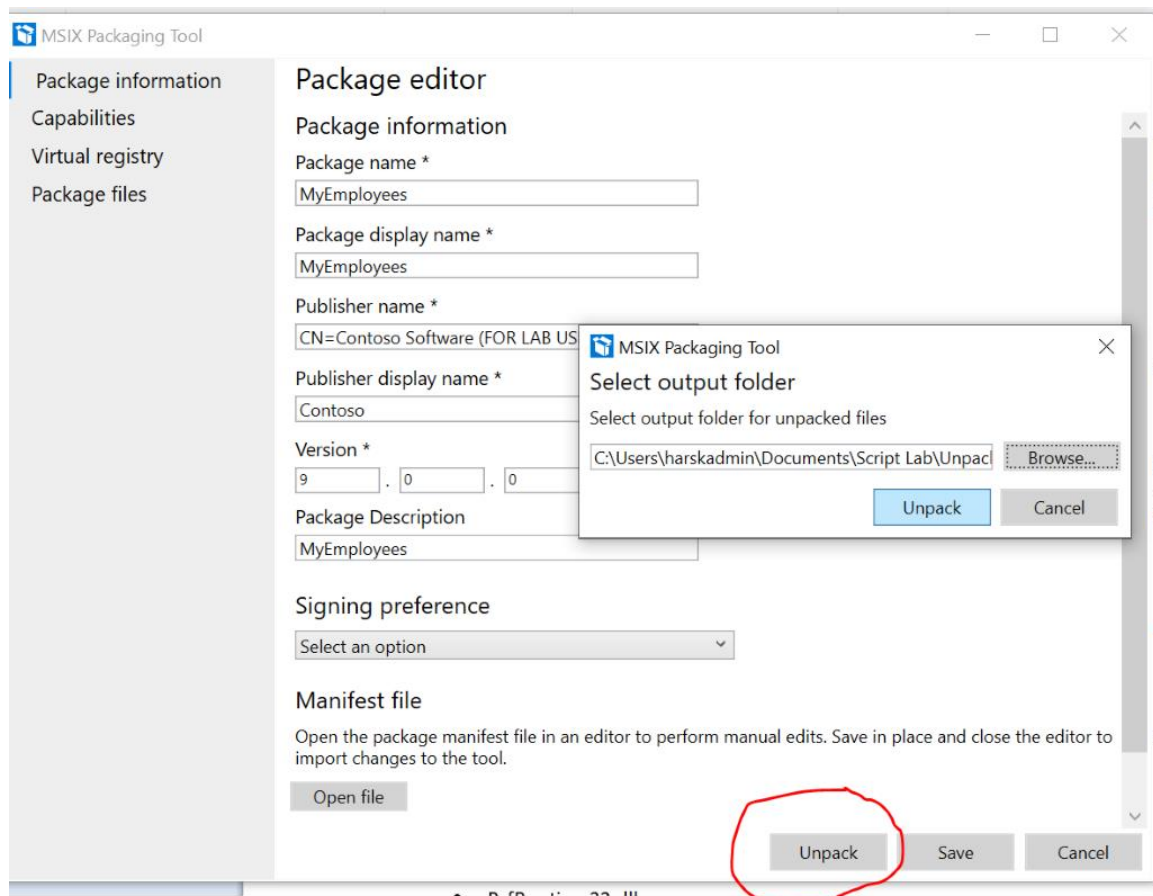 MSIX Packaging Tool
Package information
Capabilities
Virtual registry
Package files
Package editor
Package information
Package name *
MyEmployees
Package display name *
MyEmployees
Publisher name *
CN=Contoso Software (FOR LAB US
Publisher display name *
Contoso
Version *
9 . 0 . 0
Package Description
MyEmployees
Signing preference
Select an option
Manifest file
Open the package manifest file in an editor to perform manual edits. Save in place and close the editor to
import changes to the tool.
Open file
Unpack Save Cancel
MSIX Packaging Tool
Select output folder
Select output folder for unpacked files
C:\Users\harskadmin\Documents\Script Lab\Unpacl Browse...
Unpack Cancel